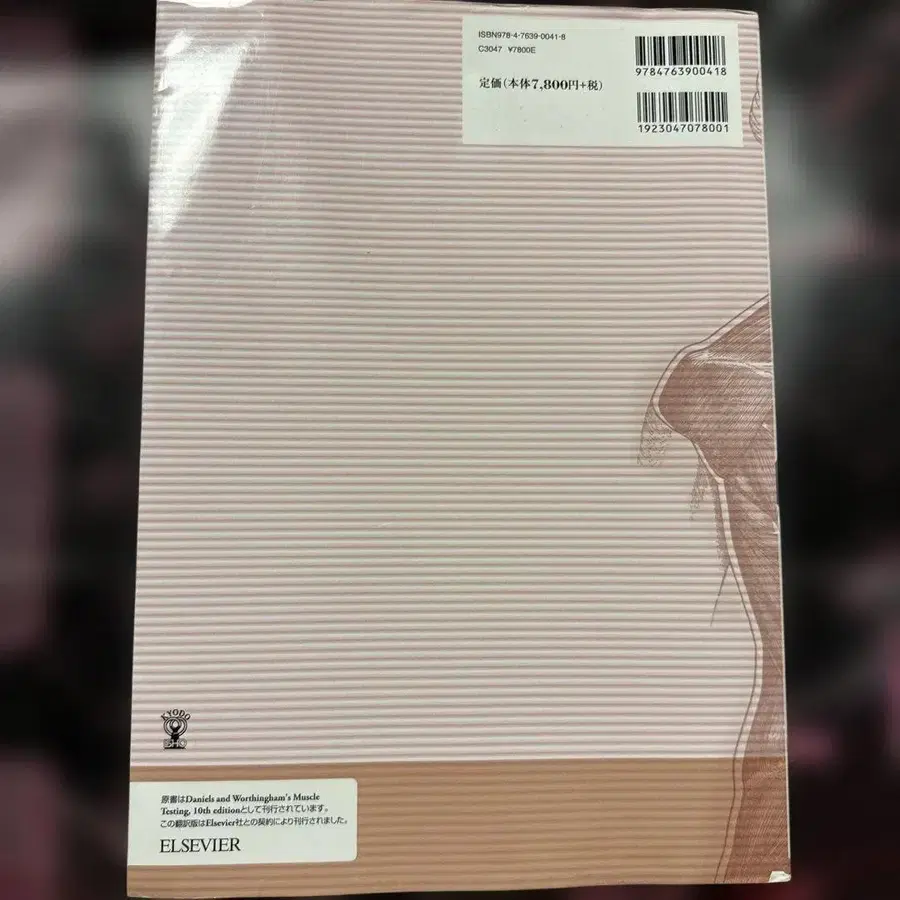 ISBN978-4-7639-0041-8
C3047 ¥7800E
定価(本体7,800円+税)
9784763900418
1923047078001
KYODO
ISHO
原書はDaniels and Worthingham's Muscle
Testing, 10th editionとして刊行されています。
この翻訳版はElsevier社との契約により刊行されました。
ELSEVIER